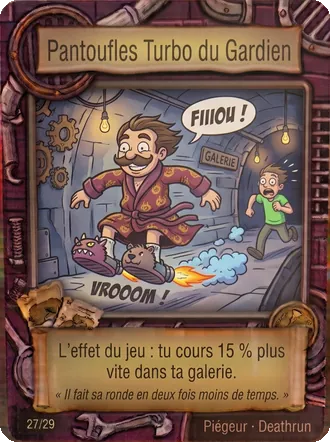 Pantoufles Turbo du Gardien
FIIIOU !
GALERIE
VROOOM !
L'effet du jeu : tu cours 15 % plus
vite dans ta galerie.
« Il fait sa ronde en deux fois moins de temps. »
27/29
Piégeur · Deathrun